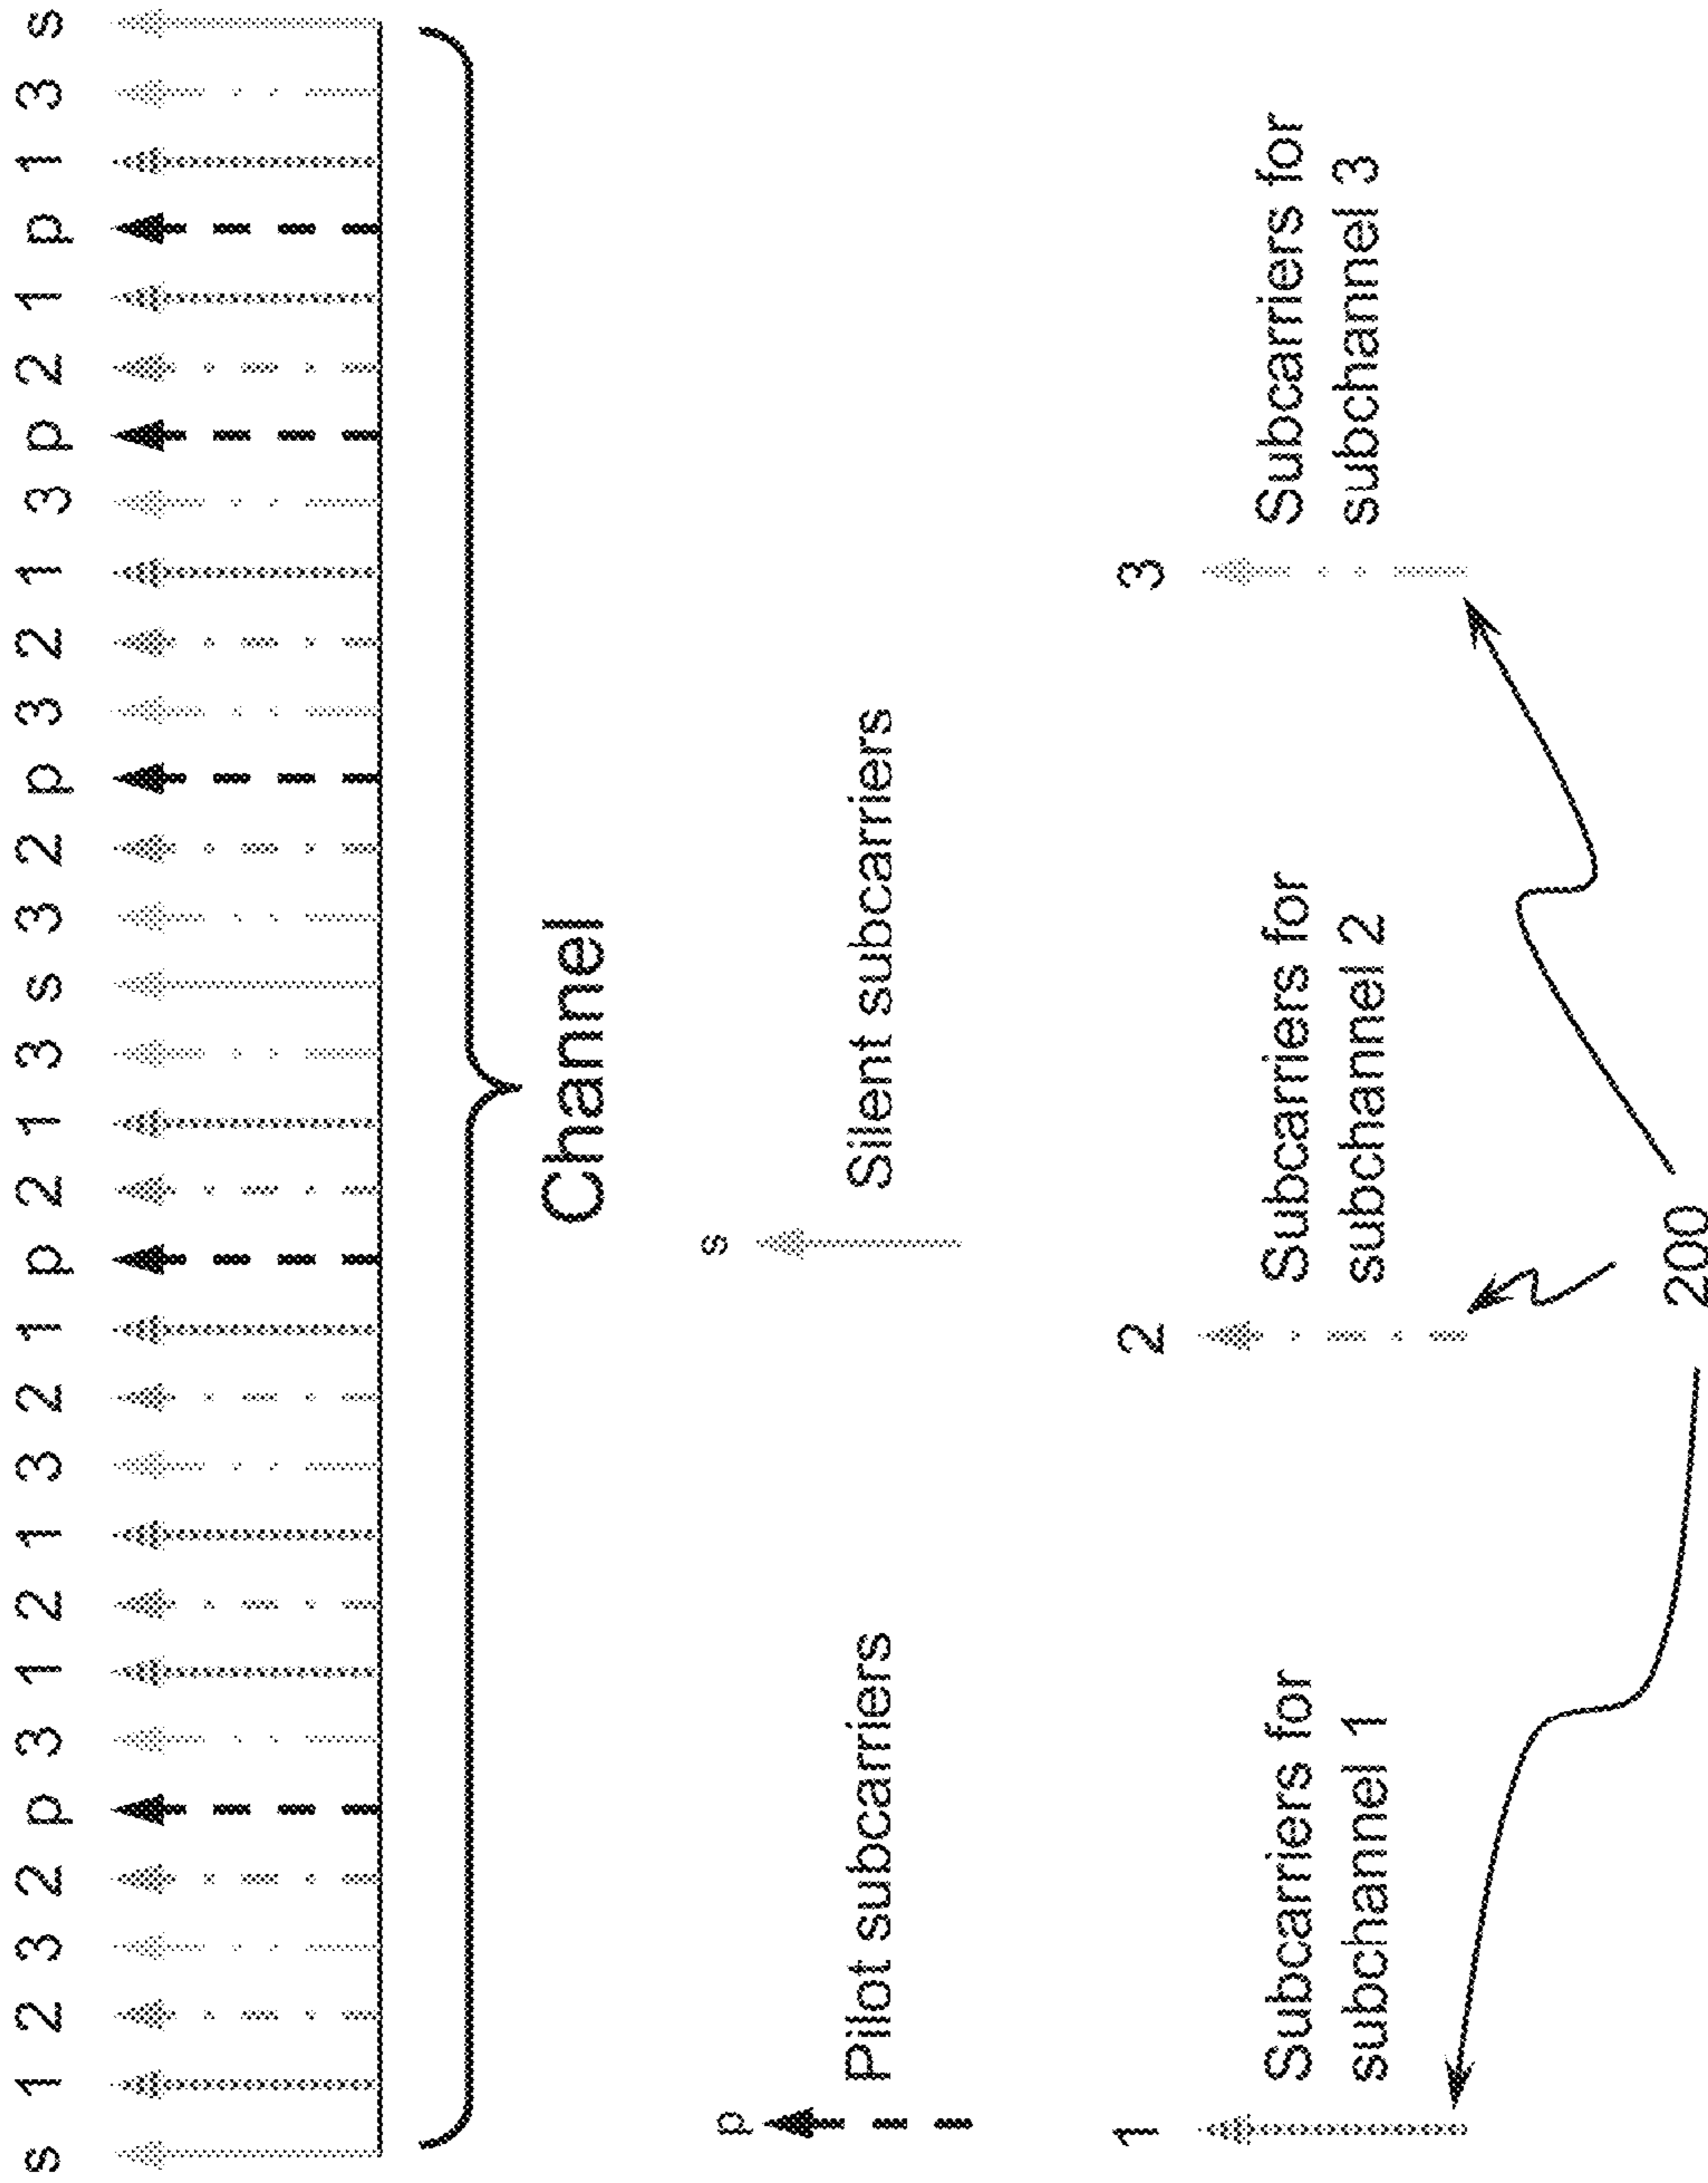 s 1 2 3 2 p 3 1 2 1 3 2 1 p 2 1 3 s 3 2 p 3 2 1 3 p 2 1 p 1 3 s
Channel
p
Pilot subcarriers
s
Silent subcarriers
1
Subcarriers for
subchannel 1
2
Subcarriers for
subchannel 2
3
Subcarriers for
subchannel 3
200